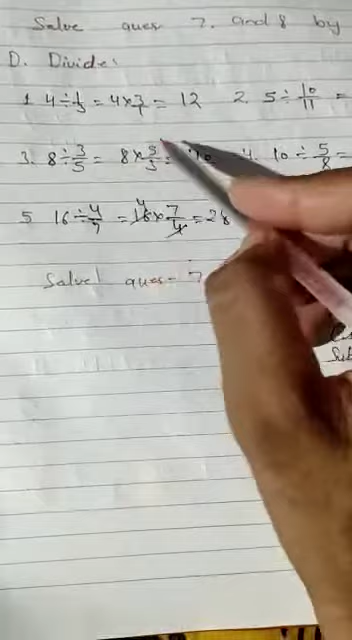 Solve ques 7. and 8 by
D. Divide:
1. 4 ÷ 1/3 = 4 × 3/1 = 12 2. 5 ÷ 10/11 =
3. 8 ÷ 3/5 = 8 × 5/3 = 4. 10 ÷ 5/8 =
5 16 ÷ 4/7 = 16 × 7/4 = 28
Solve! ques - 7